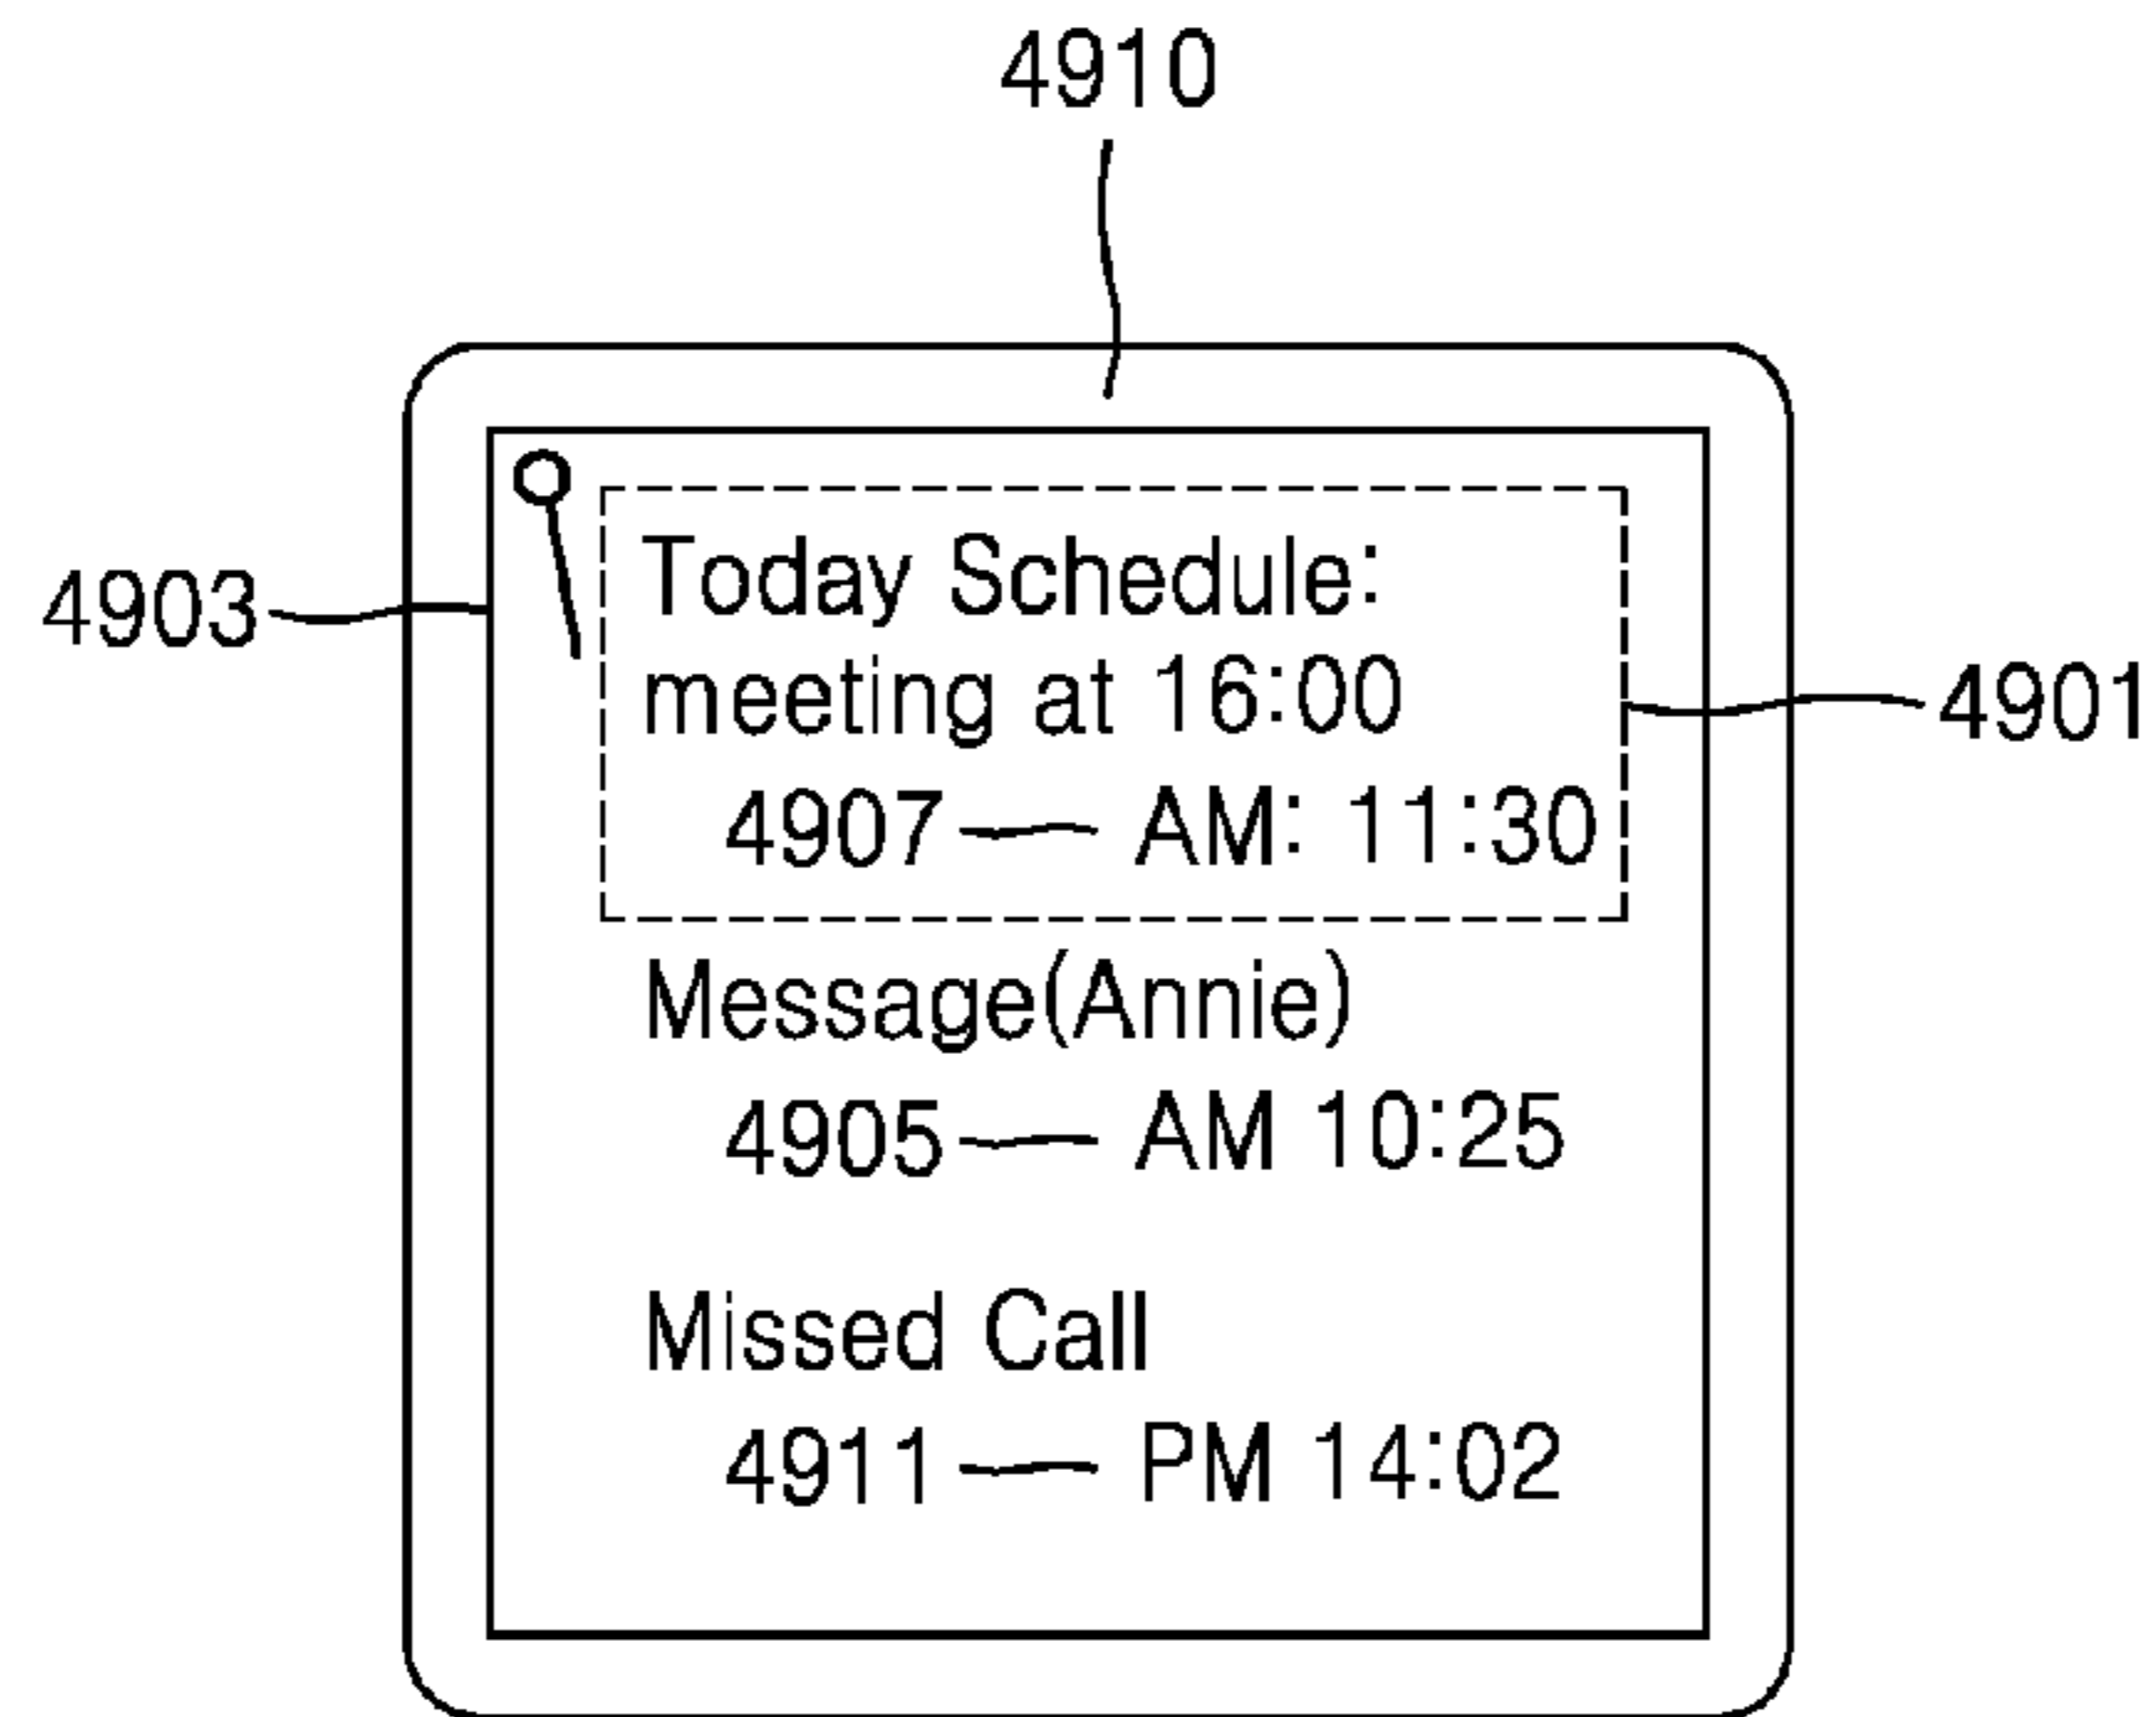 4910
Today Schedule:
4903
meeting at 16:00
4901
4907 AM: 11:30
Message(Annie)
4905 AM 10:25
Missed Call
4911 PM 14:02